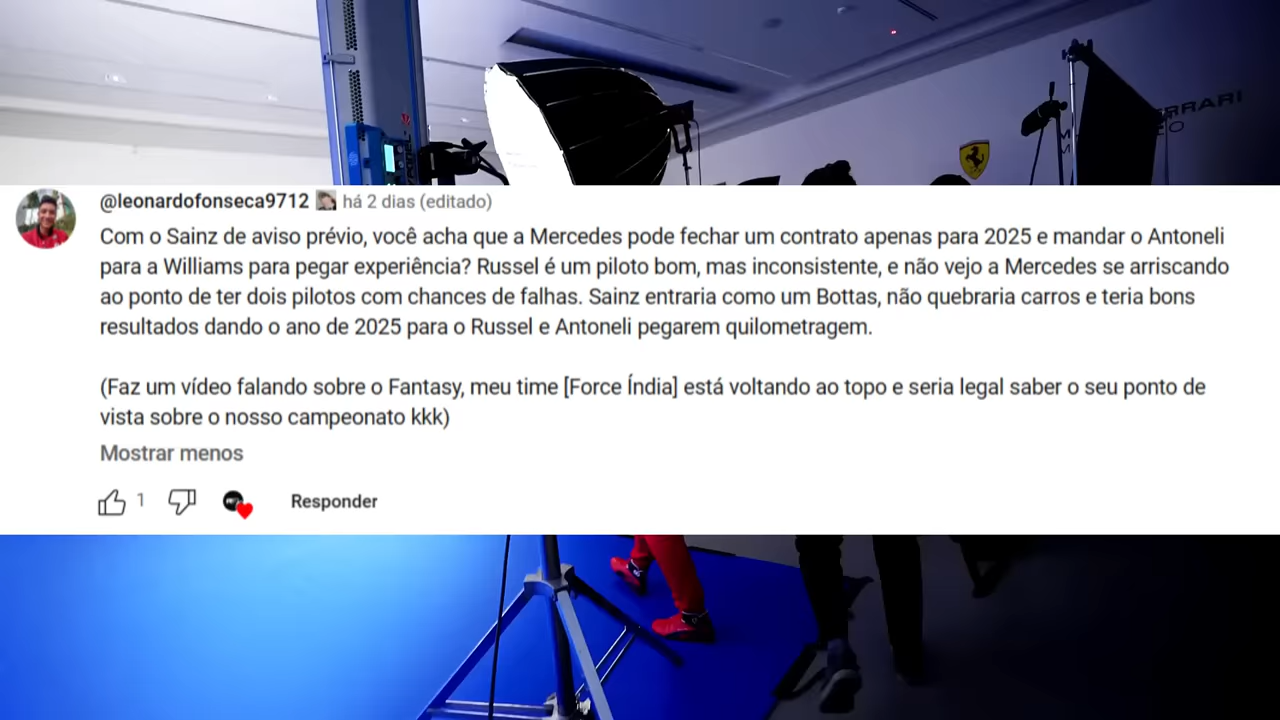 @leonardofonseca9712 há 2 dias (editado)
Com o Sainz de aviso prévio, você acha que a Mercedes pode fechar um contrato apenas para 2025 e mandar o Antoneli
para a Williams para pegar experiência? Russel é um piloto bom, mas inconsistente, e não vejo a Mercedes se arriscando
ao ponto de ter dois pilotos com chances de falhas. Sainz entraria como um Bottas, não quebraria carros e teria bons
resultados dando o ano de 2025 para o Russel e Antoneli pegarem quilometragem.
(Faz um vídeo falando sobre o Fantasy, meu time [Force Índia] está voltando ao topo e seria legal saber o seu ponto de
vista sobre o nosso campeonato kkk)
Mostrar menos
1 Responder